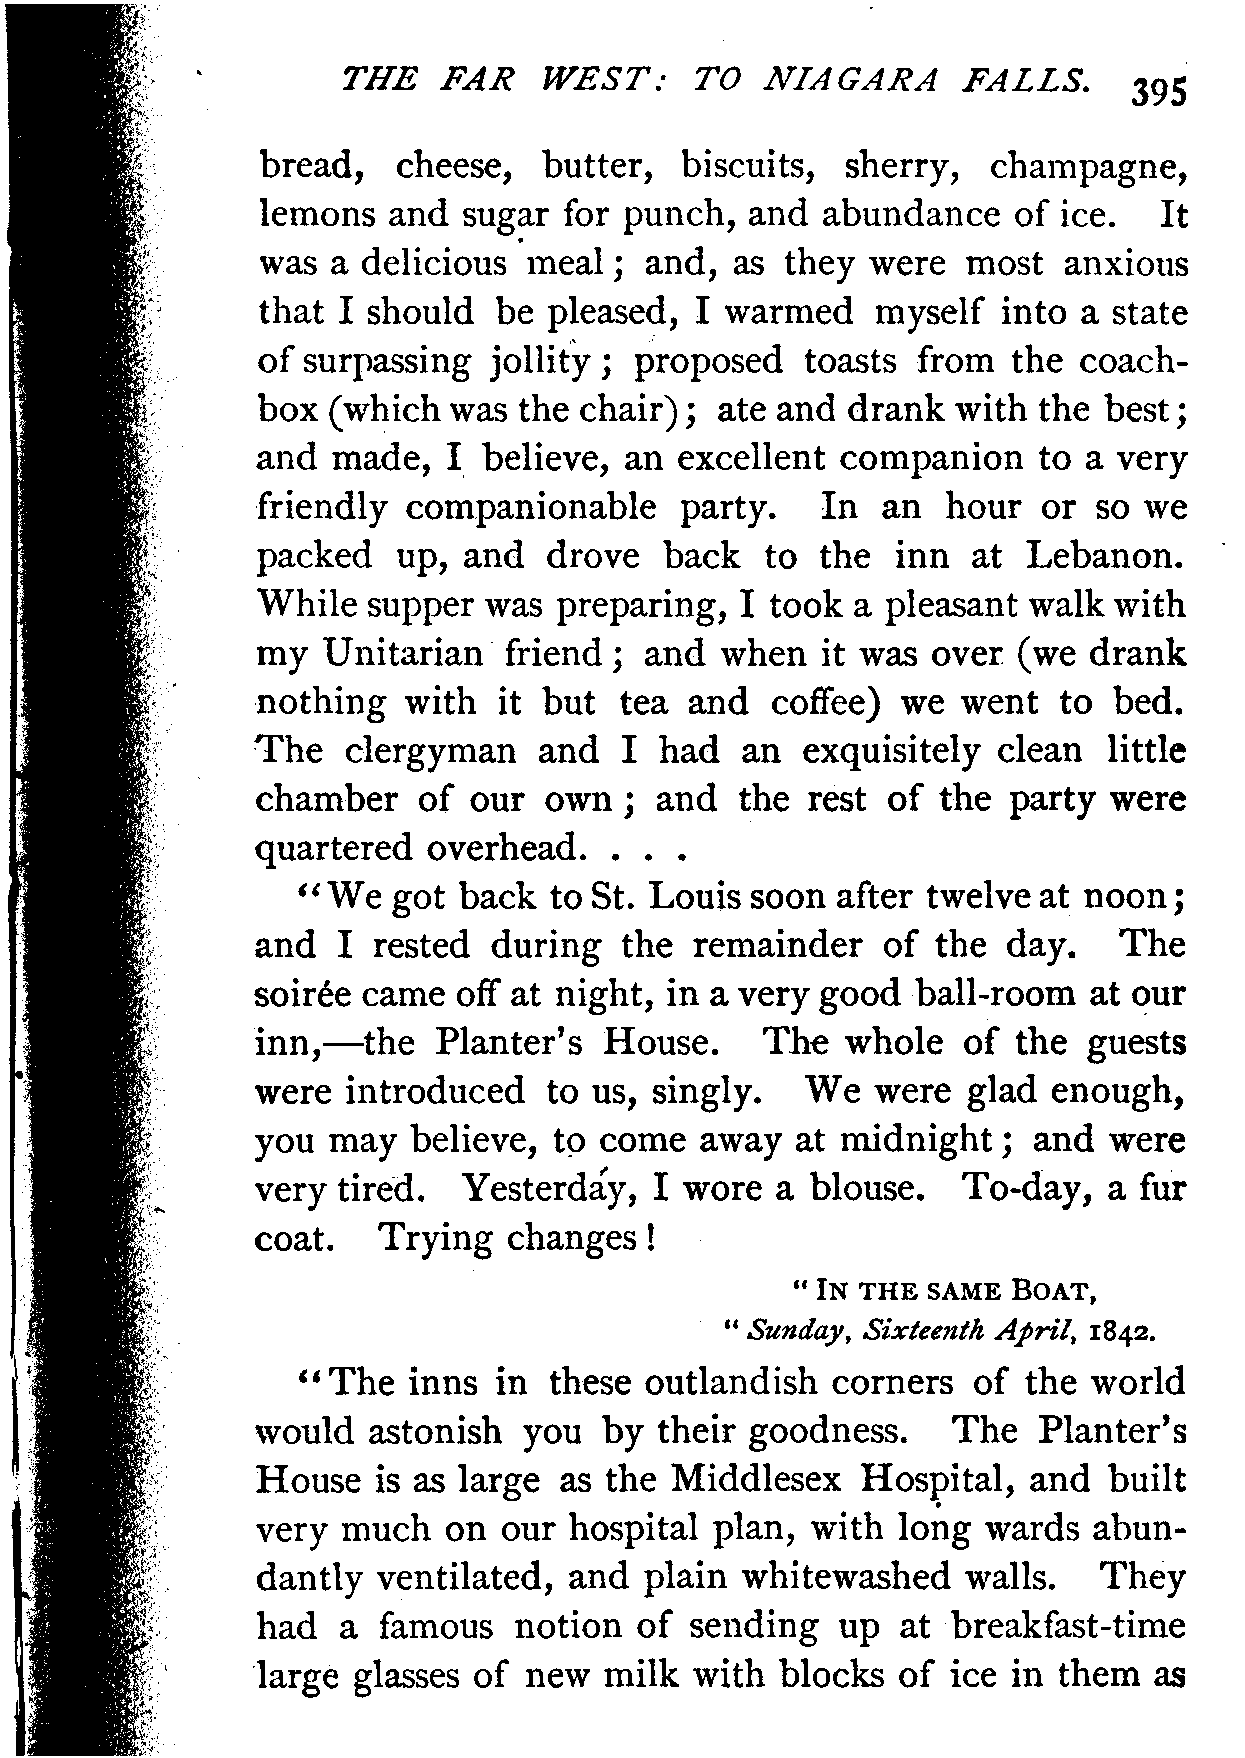 THE FAR WEST: TO NIAGARA FALLS. 395
bread, cheese, butter, biscuits, sherry, champagne,
lemons and sugar for punch, and abundance of ice. It
was a delicious meal; and, as they were most anxious
that I should be pleased, I warmed myself into a state
of surpassing jollity; proposed toasts from the coach-
box (which was the chair); ate and drank with the best;
and made, I believe, an excellent companion to a very
friendly companionable party. In an hour or so we
packed up, and drove back to the inn at Lebanon.
While supper was preparing, I took a pleasant walk with
my Unitarian friend; and when it was over (we drank
nothing with it but tea and coffee) we went to bed.
The clergyman and I had an exquisitely clean little
chamber of our own; and the rest of the party were
quartered overhead. . . .
"We got back to St. Louis soon after twelve at noon;
and I rested during the remainder of the day. The
soirée came off at night, in a very good ball-room at our
inn,—the Planter's House. The whole of the guests
were introduced to us, singly. We were glad enough,
you may believe, to come away at midnight; and were
very tired. Yesterday, I wore a blouse. To-day, a fur
coat. Trying changes!
"IN THE SAME BOAT,
"Sunday, Sixteenth April, 1842.
"The inns in these outlandish corners of the world
would astonish you by their goodness. The Planter's
House is as large as the Middlesex Hospital, and built
very much on our hospital plan, with long wards abun-
dantly ventilated, and plain whitewashed walls. They
had a famous notion of sending up at breakfast-time
large glasses of new milk with blocks of ice in them as